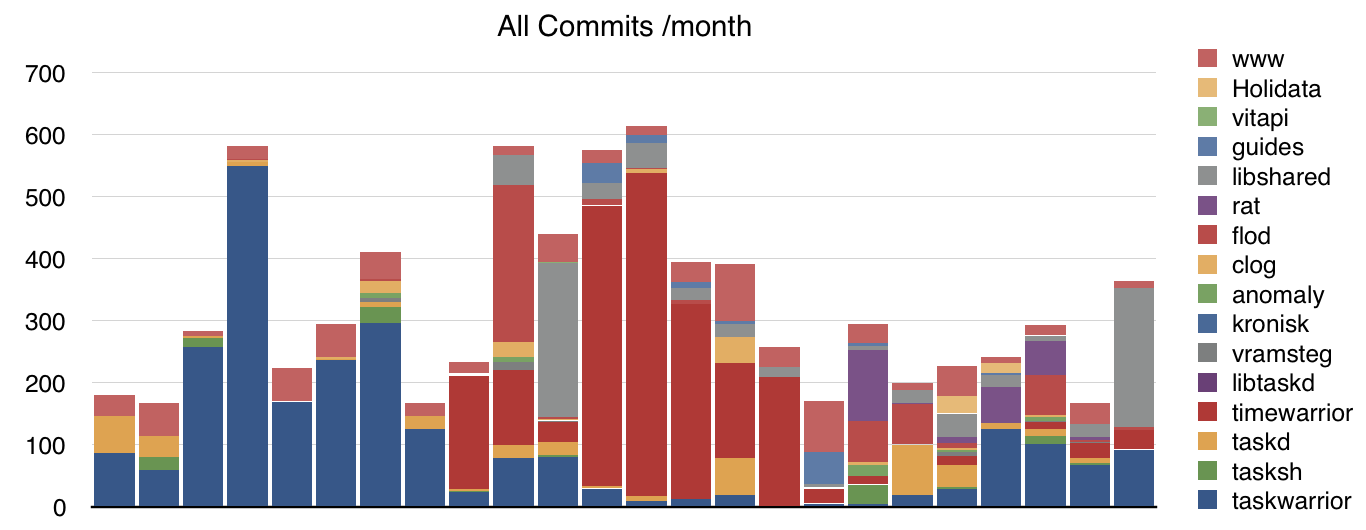 All Commits /month
700
600
500
400
300
200
100
0
www
Holidata
vitapi
guides
libshared
rat
flod
clog
anomaly
kronisk
vramsteg
libtaskd
timewarrior
taskd
tasksh
taskwarrior